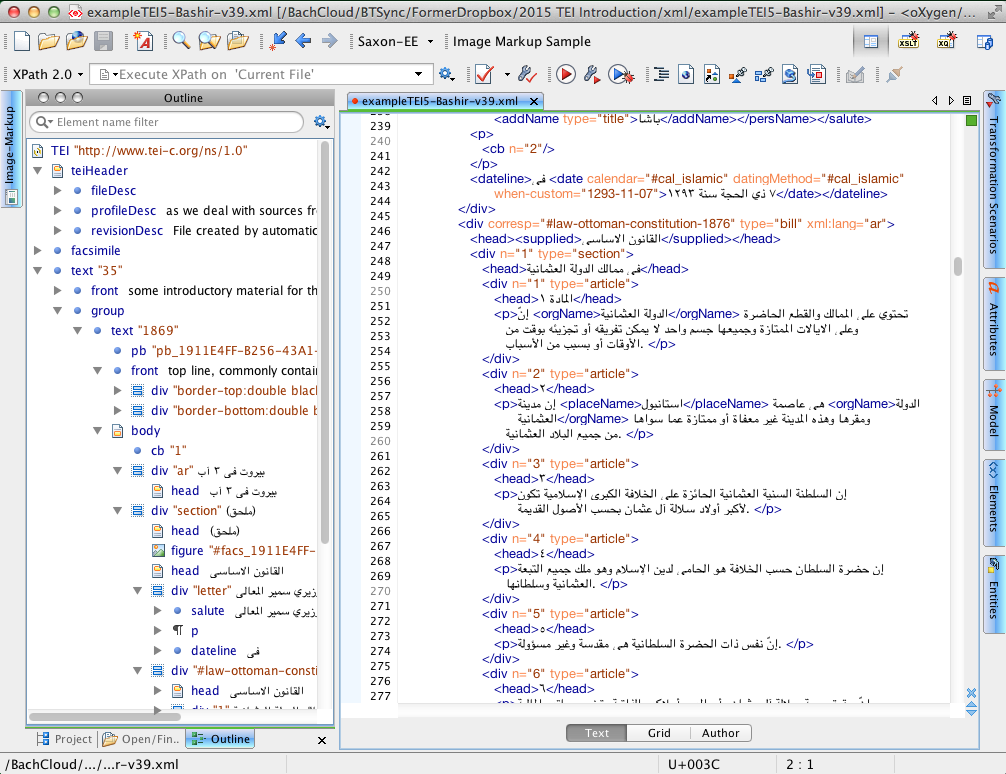 exampleTEI5-Bashir-v39.xml [/BachCloud/BTSync/FormerDropbox/2015 TEI Introduction/xml/exampleTEI5-Bashir-v39.xml] - <oXygen/...
Saxon-EE
Image Markup Sample
XPath 2.0
Execute XPath on 'Current File'
Image-Markup
Outline
Element name filter
TEI "http://www.tei-c.org/ns/1.0"
teiHeader
fileDesc
profileDesc as we deal with sources fr
revisionDesc File created by automatic
facsimile
text "35"
front some introductory material for th
group
text "1869"
pb "pb_1911E4FF-B256-43A1-
front top line, commonly contain
div "border-top:double blac
div "border-bottom:double b
body
cb "1"
div "ar" بيروت في ٣ آب
head بيروت في ٣ آب
div "section" (ملحق)
head (ملحق)
figure "#facs_1911E4FF-
head القانون الاساسي
div "letter" زيري سمير المعالي
salute زيري سمير المعالي
p
dateline في
div "#law-ottoman-consti
head القانون الاساسي
Project
Open/Fin..
Outline
exampleTEI5-Bashir-v39.xml
239 <addName type="title">باشا</addName></persName></salute>
240 <p>
241 <cb n="2"/>
242 </p>
243 <dateline>في <date calendar="#cal_islamic" datingMethod="#cal_islamic"
244 when-custom="1293-11-07">٧ ذي الحجة سنة ١٢٩٣</date></dateline>
245 </div>
245 <div corresp="#law-ottoman-constitution-1876" type="bill" xml:lang="ar">
246 <head><supplied>القانون الاساسي</supplied></head>
247 <div n="1" type="section">
248 <head>في ممالك الدولة العثمانية</head>
249 <div n="1" type="article">
250 <head>المادة ١</head>
251 <p>إنّ <orgName>الدولة العثمانية</orgName> تحتوي على الممالك والقطع الحاضرة
252 وعلى الايالات الممتازة وجميعها جسم واحد لا يمكن تفريقه أو تجزيئه بوقت من
253 الأوقات أو بسبب من الأسباب. </p>
254 </div>
255 <div n="2" type="article">
256 <head>٢</head>
257 <p>إن مدينة <placeName>استانبول</placeName> هي عاصمة <orgName>الدولة
258 العثمانية</orgName> ومقرها وهذه المدينة غير معفاة أو ممتازة عما سواها
259 من جميع البلاد العثمانية. </p>
260 </div>
261 <div n="3" type="article">
262 <head>٣</head>
263 <p>إن السلطنة السنية العثمانية الحائزة على الخلافة الكبرى الاسلامية تكون
264 لأكبر أولاد سلالة آل عثمان بحسب الأصول القديمة. </p>
265 </div>
266 <div n="4" type="article">
267 <head>٤</head>
268 <p>إن حضرة السلطان حسب الخلافة هو الحامي لدين الإسلام وهو ملك جميع التبعة
269 العثمانية وسلطانها. </p>
270 </div>
271 <div n="5" type="article">
272 <head>٥</head>
273 <p>إنّ نفس ذات الحضرة السلطانية هي مقدسة وغير مسؤولة. </p>
274 </div>
275 <div n="6" type="article">
276 <head>٦</head>
277
Transformation Scenarios
Attributes
Model
Elements
Entities
Text
Grid
Author
/BachCloud/.../...r-v39.xml
U+003C
2 : 1